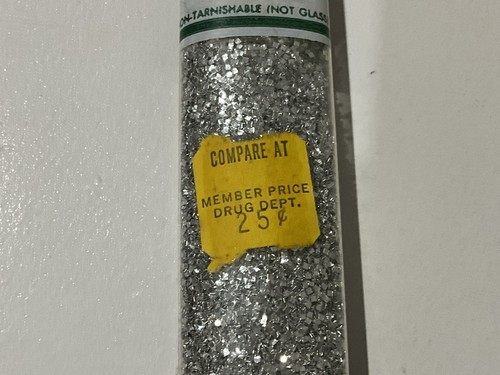 ON-TARNISHABLE (NOT GLASS
COMPARE AT
MEMBER PRICE
DRUG DEPT.
25¢